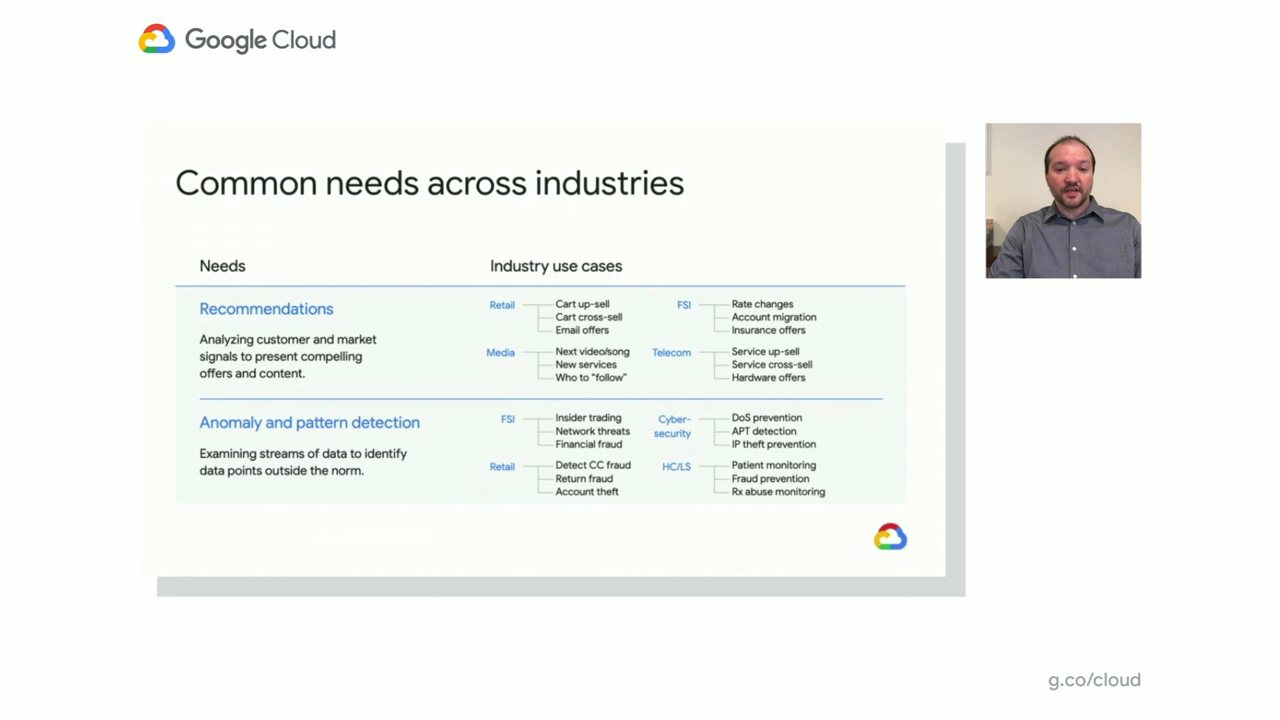 Google Cloud
Common needs across industries
Needs
Industry use cases
Recommendations
Analyzing customer and market
signals to present compelling
offers and content.
Retail
Cart up-sell
Cart cross-sell
Email offers
FSI
Rate changes
Account migration
Insurance offers
Media
Next video/song
New services
Who to "follow"
Telecom
Service up-sell
Service cross-sell
Hardware offers
Anomaly and pattern detection
Examining streams of data to identify
data points outside the norm.
FSI
Insider trading
Network threats
Financial fraud
Cyber-
security
DoS prevention
APT detection
IP theft prevention
Retail
Detect CC fraud
Return fraud
Account theft
HC/LS
Patient monitoring
Fraud prevention
Rx abuse monitoring
g.co/cloud